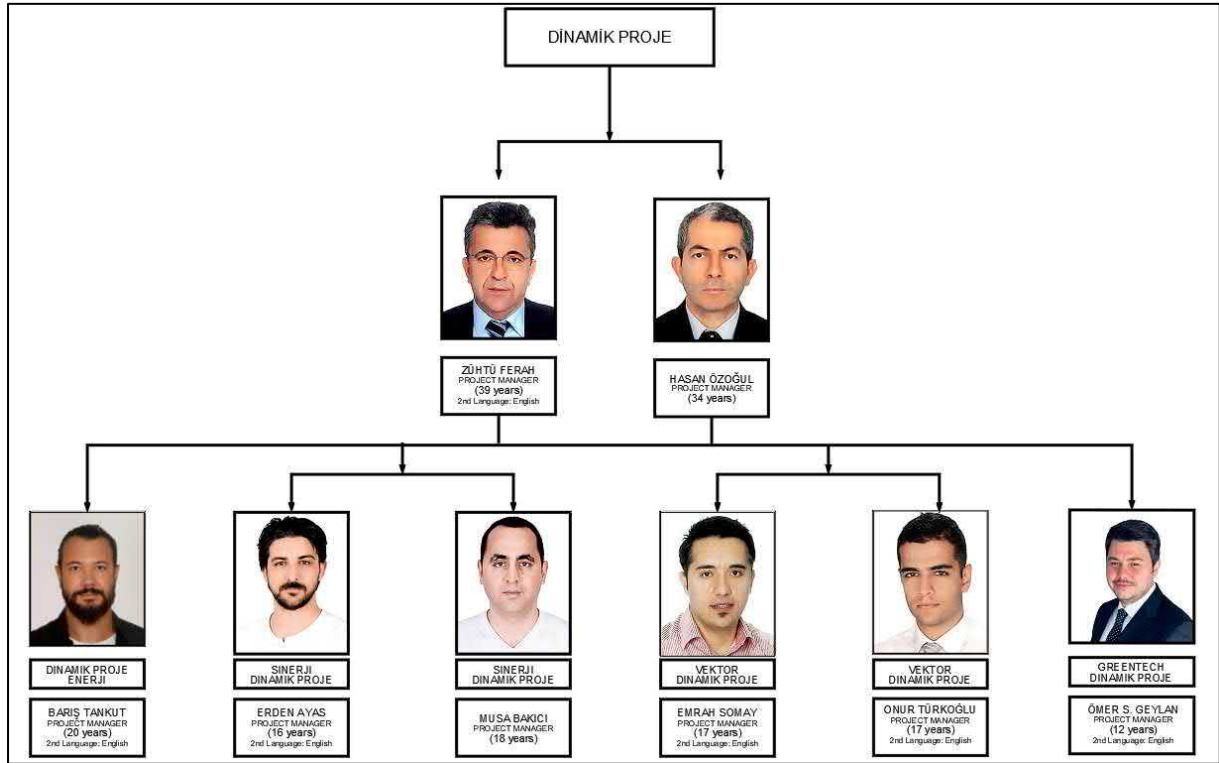 DİNAMİK PROJE
ZÜHTÜ FERAH
PROJECT MANAGER
(39 years)
2nd Language: English
HASAN ÖZOĞUL
PROJECT MANAGER
(34 years)
DINAMIK PROJE
ENERJI
BARIŞ TANKUT
PROJECT MANAGER
(20 years)
2nd Language: English
SINERJI
DINAMIK PROJE
ERDEN AYAS
PROJECT MANAGER
(16 years)
2nd Language: English
SINERJI
DINAMIK PROJE
MUSA BAKICI
PROJECT MANAGER
(18 years)
VEKTOR
DINAMIK PROJE
EMRAH SOMAY
PROJECT MANAGER
(17 years)
2nd Language: English
VEKTOR
DINAMIK PROJE
ONUR TÜRKOĞLU
PROJECT MANAGER
(17 years)
2nd Language: English
GREENTECH
DINAMIK PROJE
ÖMER S. GEYLAN
PROJECT MANAGER
(12 years)
2nd Language: English